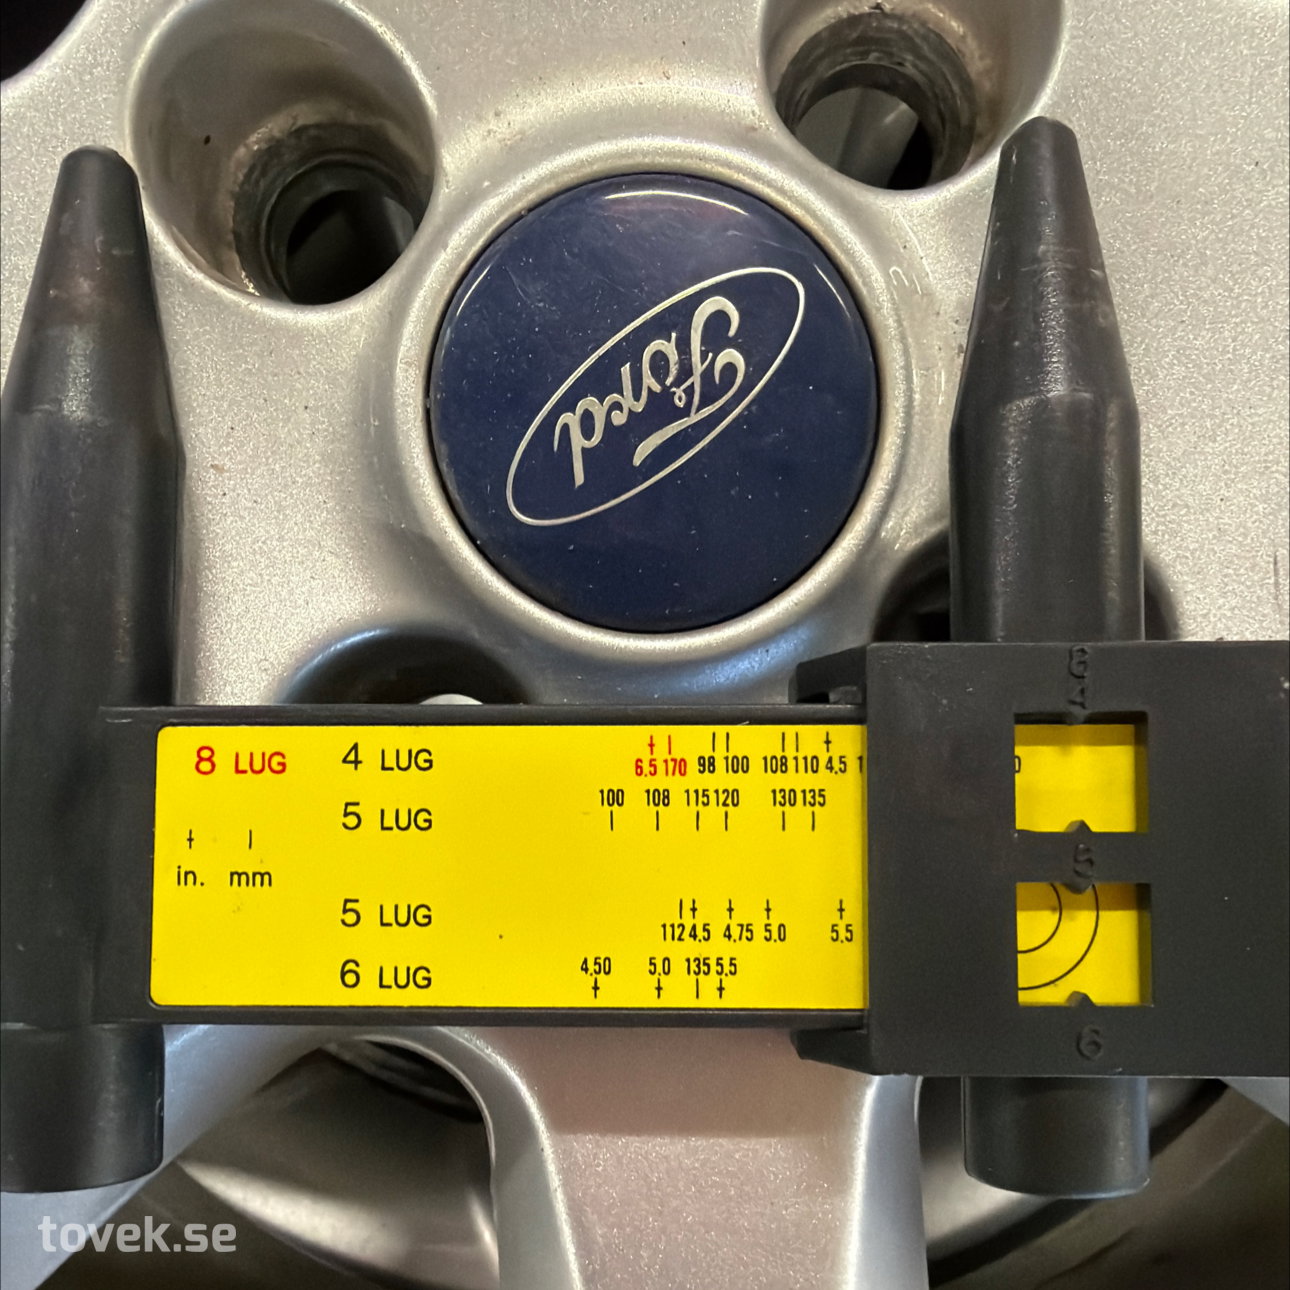 Ford
8 LUG 4 LUG
6.5 170 98 100 108 110 4.5
100 108 115 120 130 135
5 LUG
in. mm
5 LUG
112 4.5 4.75 5.0 5.5
4.50 5.0 135 5.5
6 LUG
5
6
tovek.se